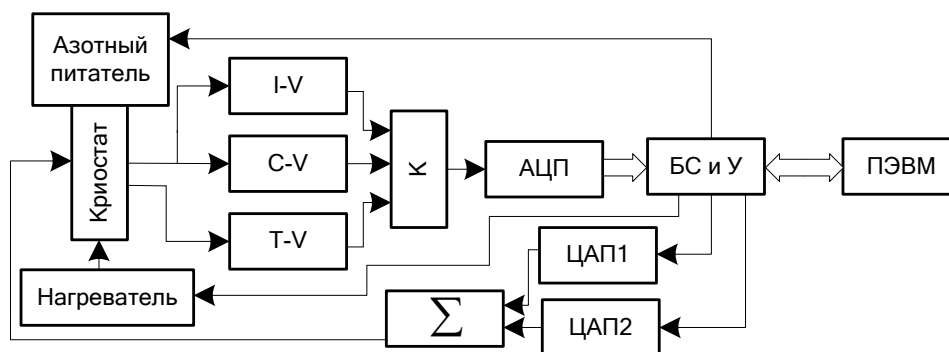 Азотный
питатель
Криостат
I-V
C-V
T-V
К
АЦП
БС и У
ПЭВМ
ЦАП1
Нагреватель
Σ
ЦАП2